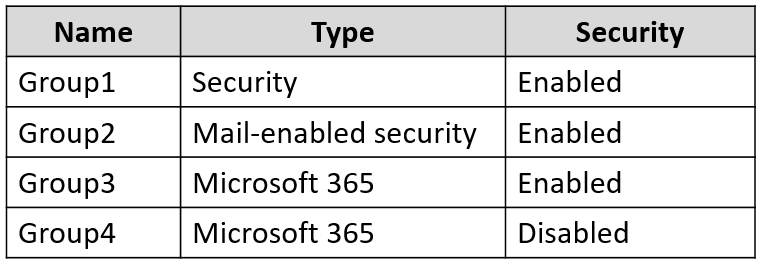 Name Type Security
Group1 Security Enabled
Group2 Mail-enabled security Enabled
Group3 Microsoft 365 Enabled
Group4 Microsoft 365 Disabled